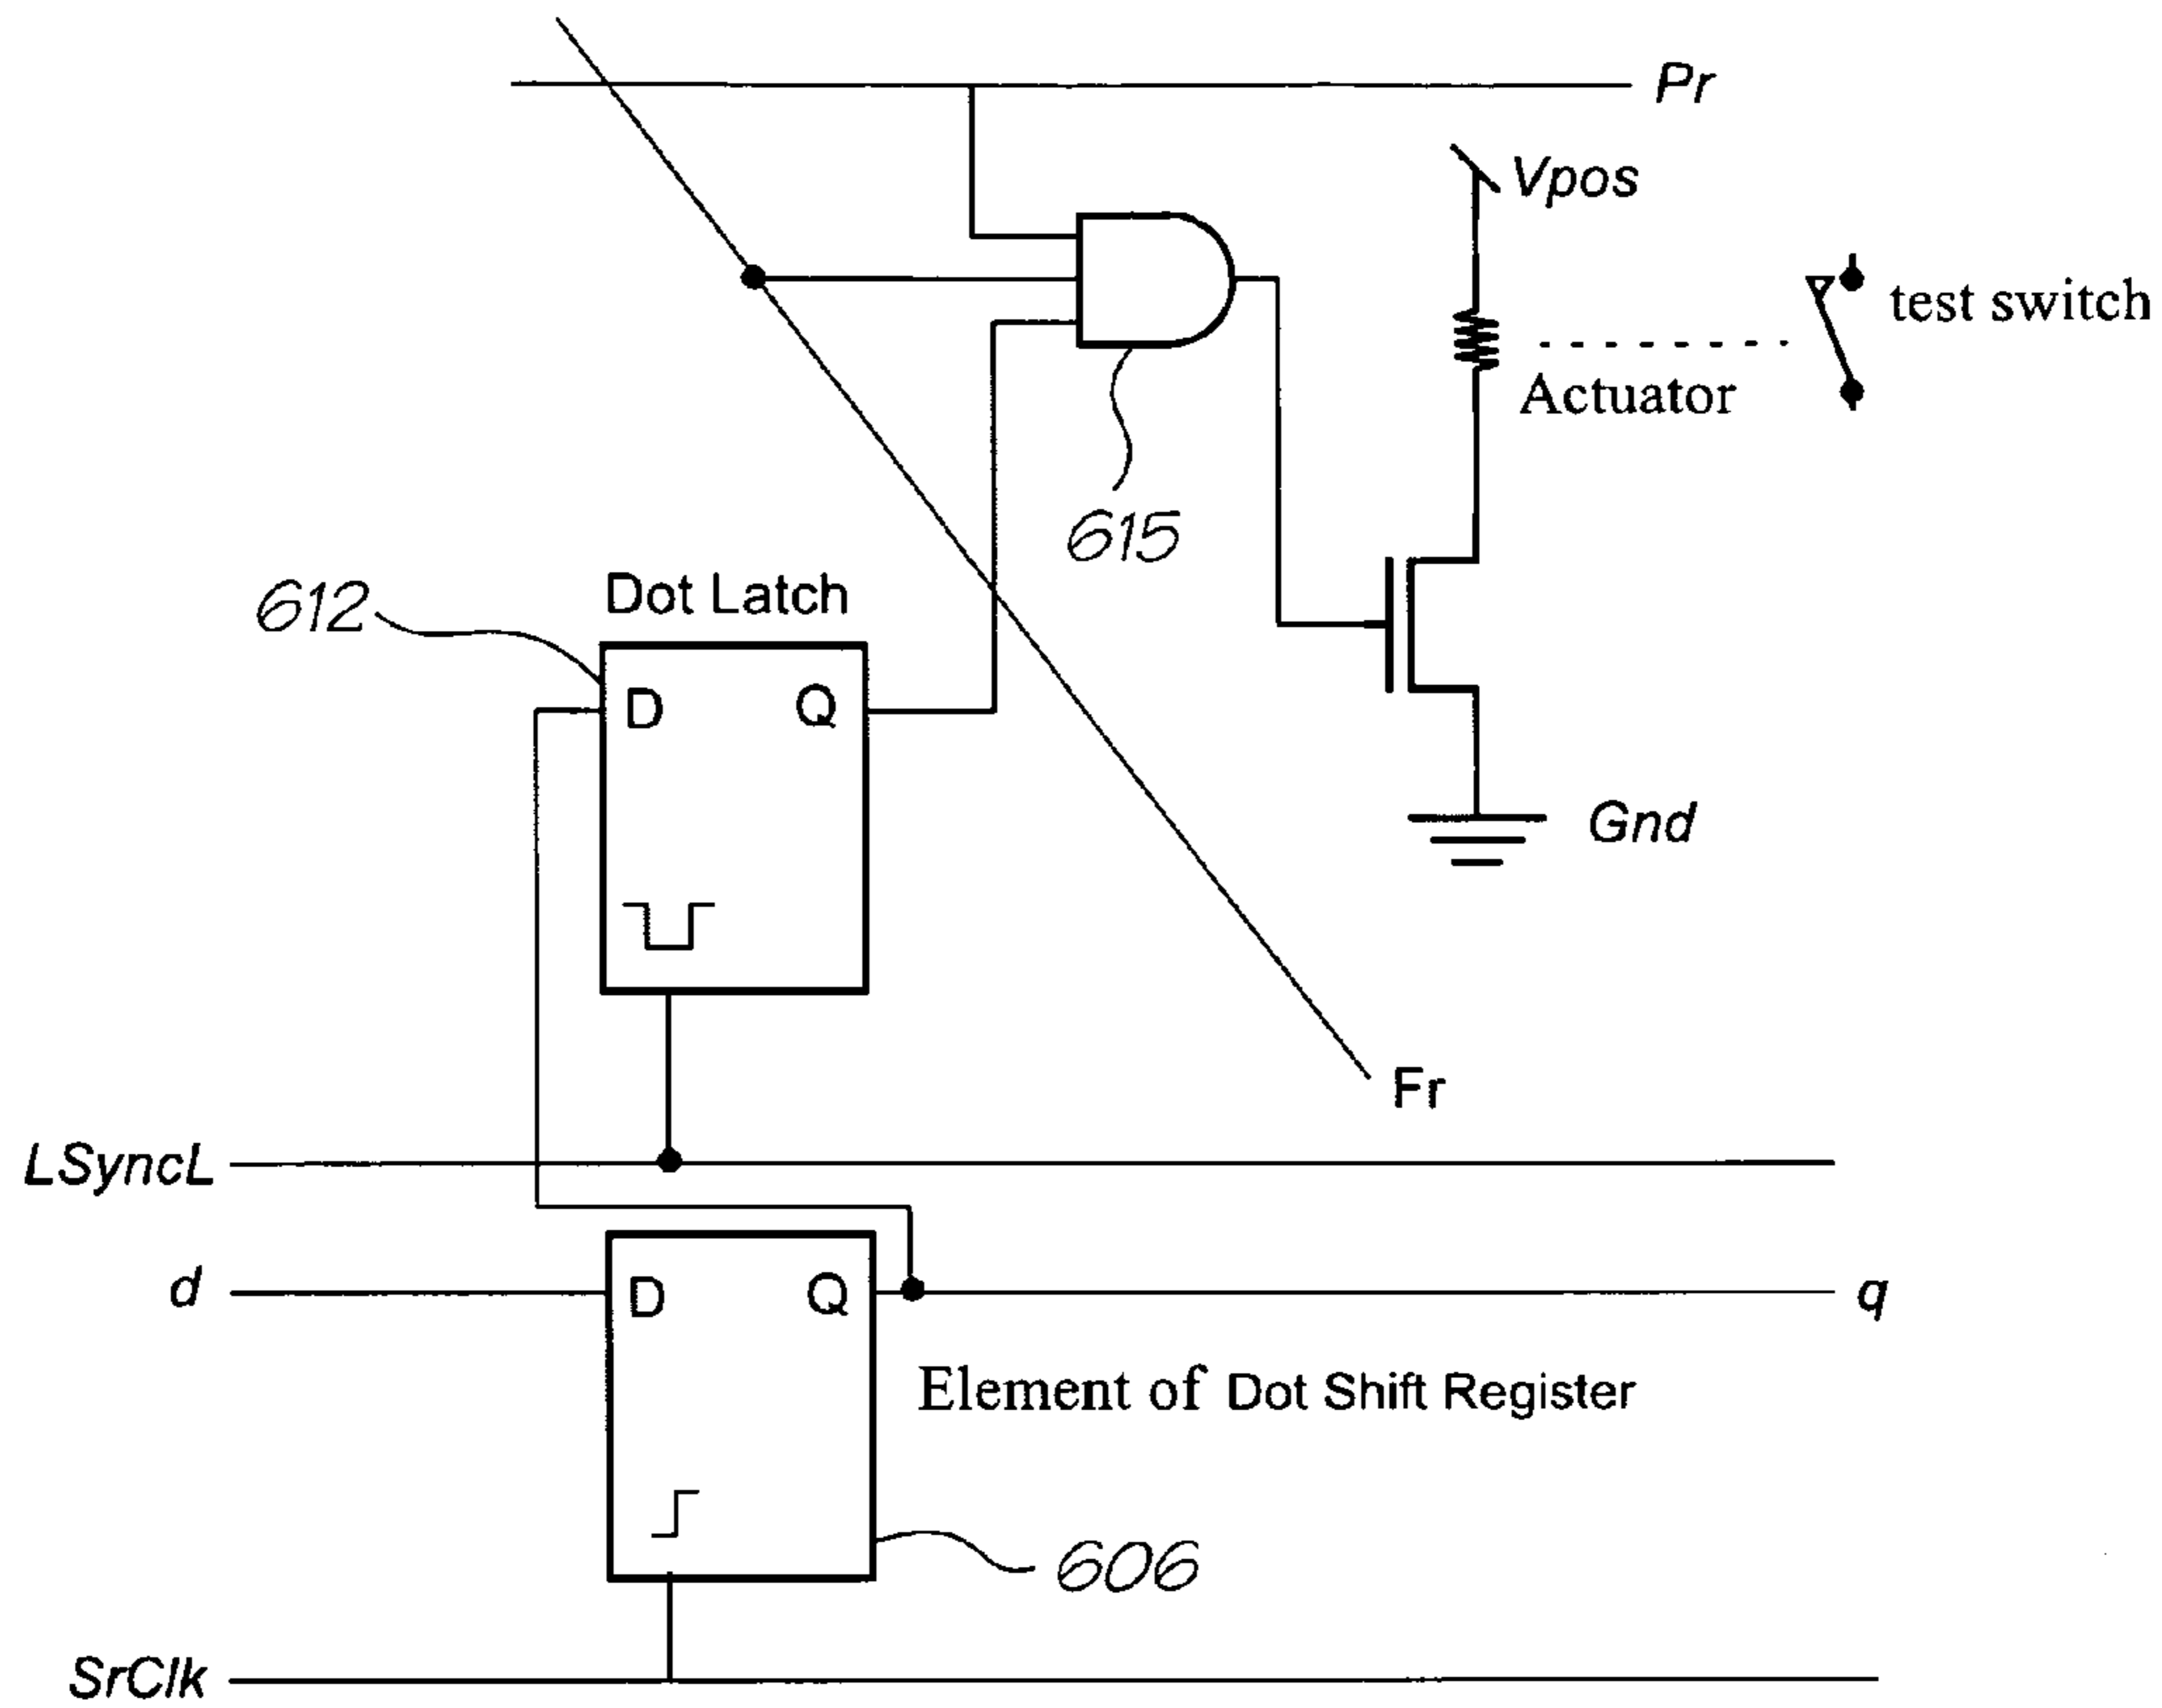 Pr
Vpos
test switch
Actuator
615
612
Dot Latch
D
Q
Gnd
Fr
LSyncL
d
D
Q
q
Element of Dot Shift Register
606
SrClk